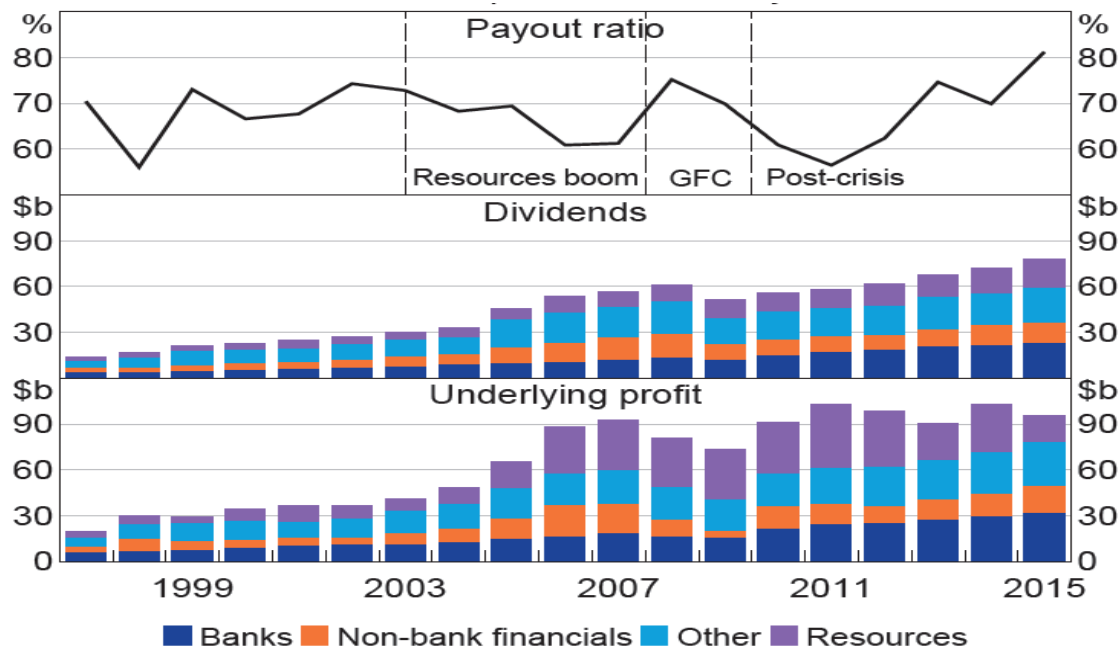 % Payout ratio %
80 80
70 70
60 60
Resources boom GFC Post-crisis
$b Dividends $b
90 90
60 60
30 30
$b Underlying profit $b
90 90
60 60
30 30
0 0
1999 2003 2007 2011 2015
Banks Non-bank financials Other Resources